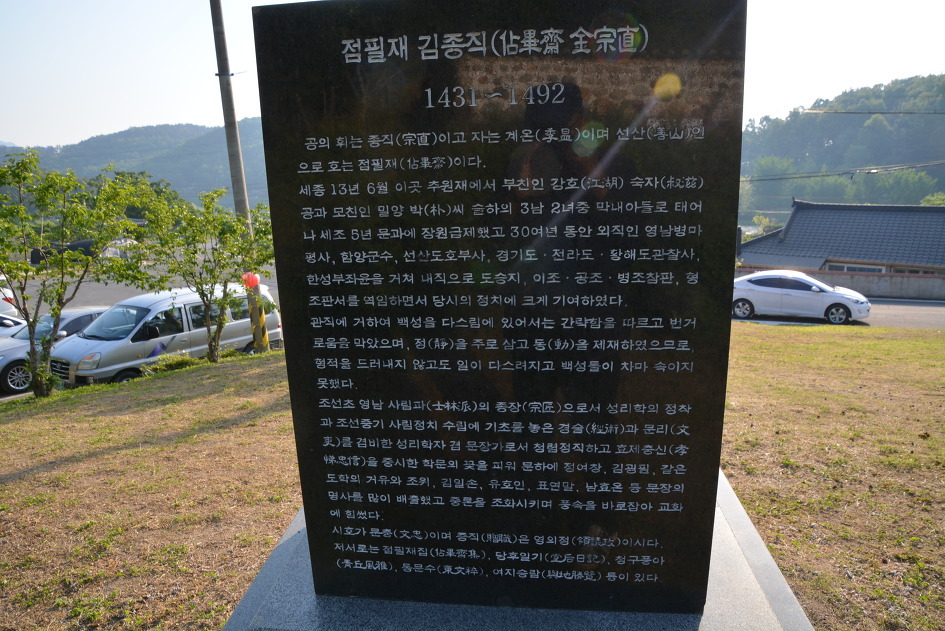 점필재 김종직(佔畢齋 金宗直)
1431~1492
공의 휘는 종직(宗直)이고 자는 계온(季昷)이며 선산(善山)인
으로 호는 점필재(佔畢齋)이다.
세종 13년 6월 이곳 추원재에서 부친인 강호(江湖) 숙자(叔滋)
공과 모친인 밀양 박(朴)씨 슬하의 3남 2녀중 막내아들로 태어
나 세조 5년 문과에 장원급제했고 30여년 동안 외직인 영남병마
평사, 함양군수, 선산도호부사, 경기도·전라도·황해도관찰사,
한성부좌윤을 거쳐 내직으로 도승지, 이조·공조·병조참판, 형
조판서를 역임하면서 당시의 정치에 크게 기여하였다.
관직에 거하여 백성을 다스림에 있어서는 간략함을 따르고 번거
로움을 막았으며, 정(靜)을 주로 삼고 동(動)을 제재하였으므로,
형적을 드러내지 않고도 일이 다스려지고 백성들이 차마 속이지
못했다.
조선초 영남 사림파(士林派)의 종장(宗匠)으로서 성리학의 정착
과 조선중기 사림정치 수립에 기초를 놓은 경술(經術)과 문리(文
吏)를 겸비한 성리학자 겸 문장가로서 청렴정직하고 효제충신(孝
悌忠信)을 중시한 학문의 꽃을 피워 문하에 정여창, 김굉필, 같은
도학의 거유와 조위, 김일손, 유호인, 표연말, 남효온 등 문장의
명사를 많이 배출했고 중론을 조화시키며 풍속을 바로잡아 교화
에 힘썼다.
시호가 문충(文忠)이며 증직(贈職)은 영의정(領議政)이시다.
저서로는 점필재집(佔畢齋集), 당후일기(堂后日記), 청구풍아
(靑丘風雅), 동문수(東文粹), 여지승람(輿地勝覽) 등이 있다.